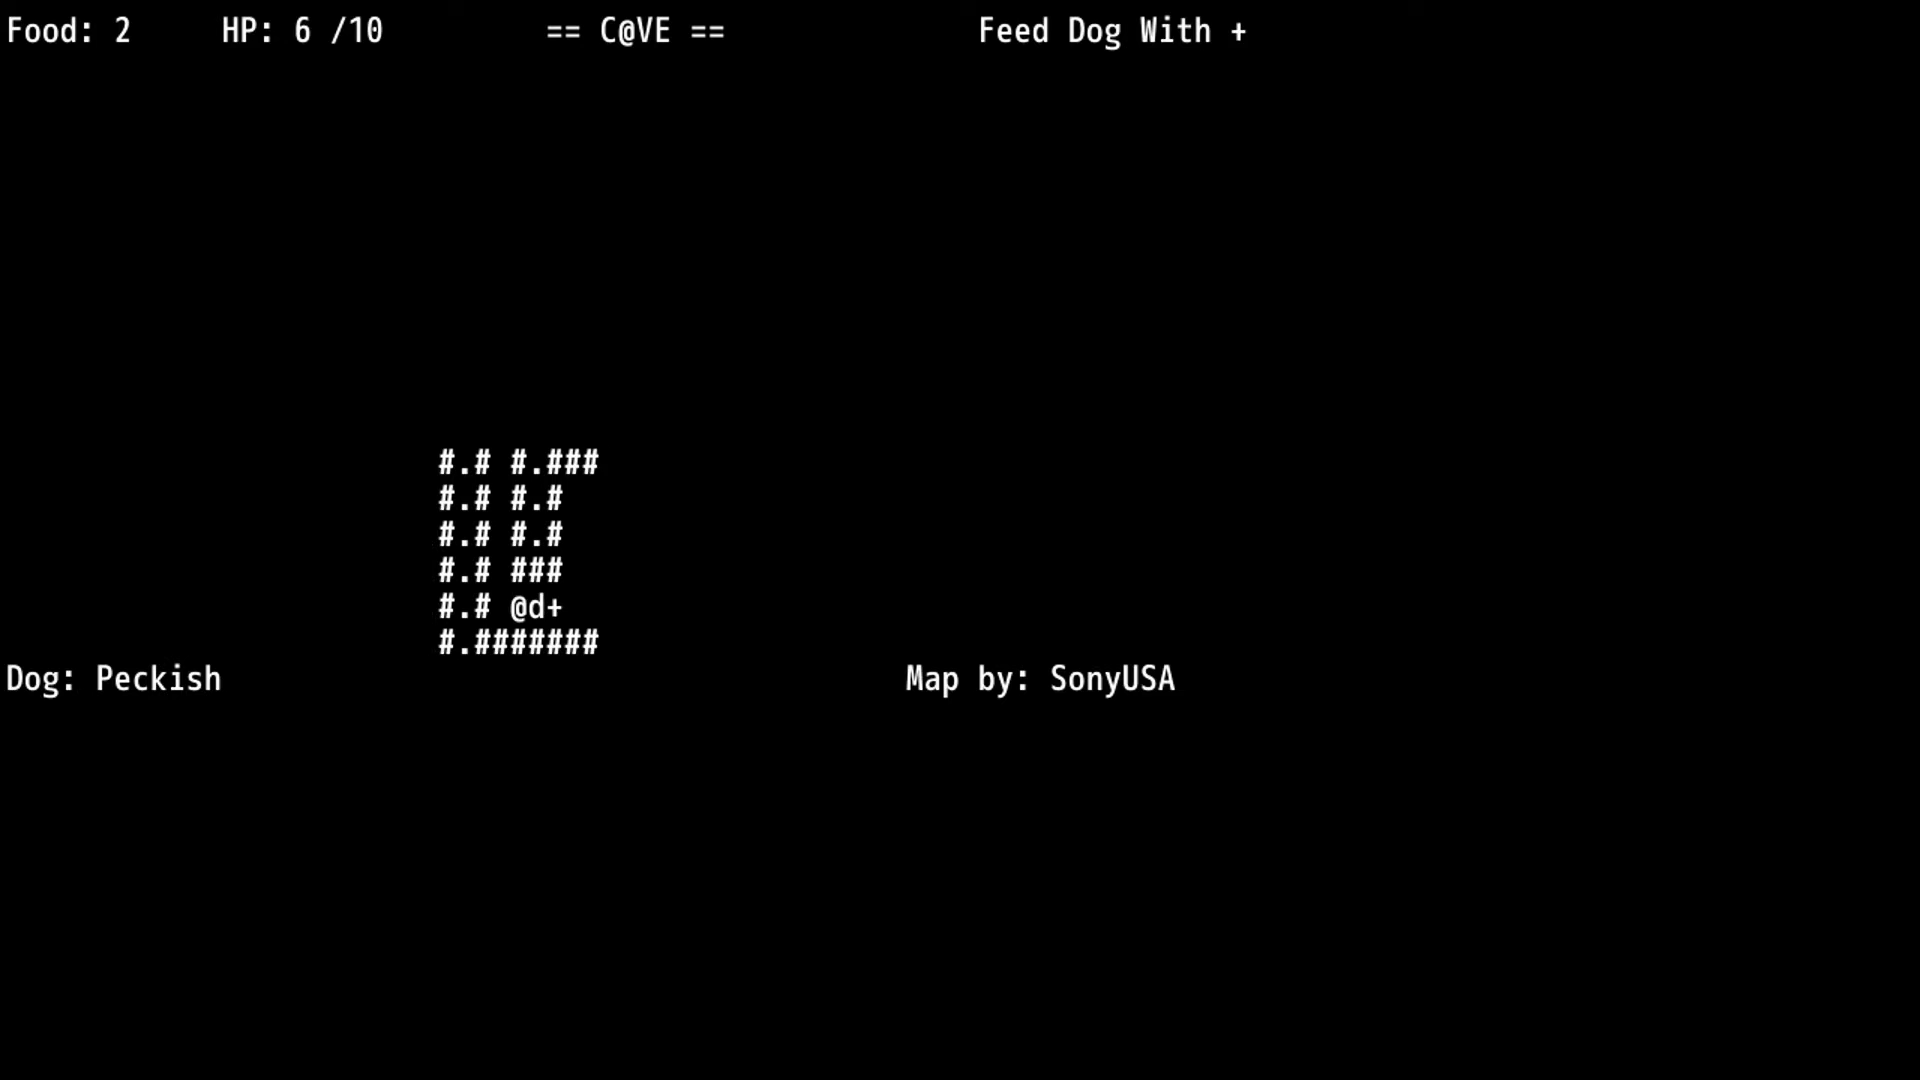 Food: 2     HP: 6 /10         == C@VE ==              Feed Dog With +
#.# #.###
#.# #.#
#.# #.#
#.# ###
#.# @d+
#.#######
Dog: Peckish                                      Map by: SonyUSA